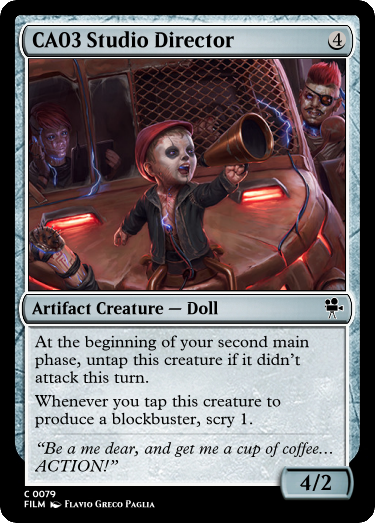 CA03 Studio Director
4
Artifact Creature — Doll
At the beginning of your second main
phase, untap this creature if it didn't
attack this turn.
Whenever you tap this creature to
produce a blockbuster, scry 1.
“Be a me dear, and get me a cup of coffee…
ACTION!”
4/2
C 0079
FILM Flavio Greco Paglia